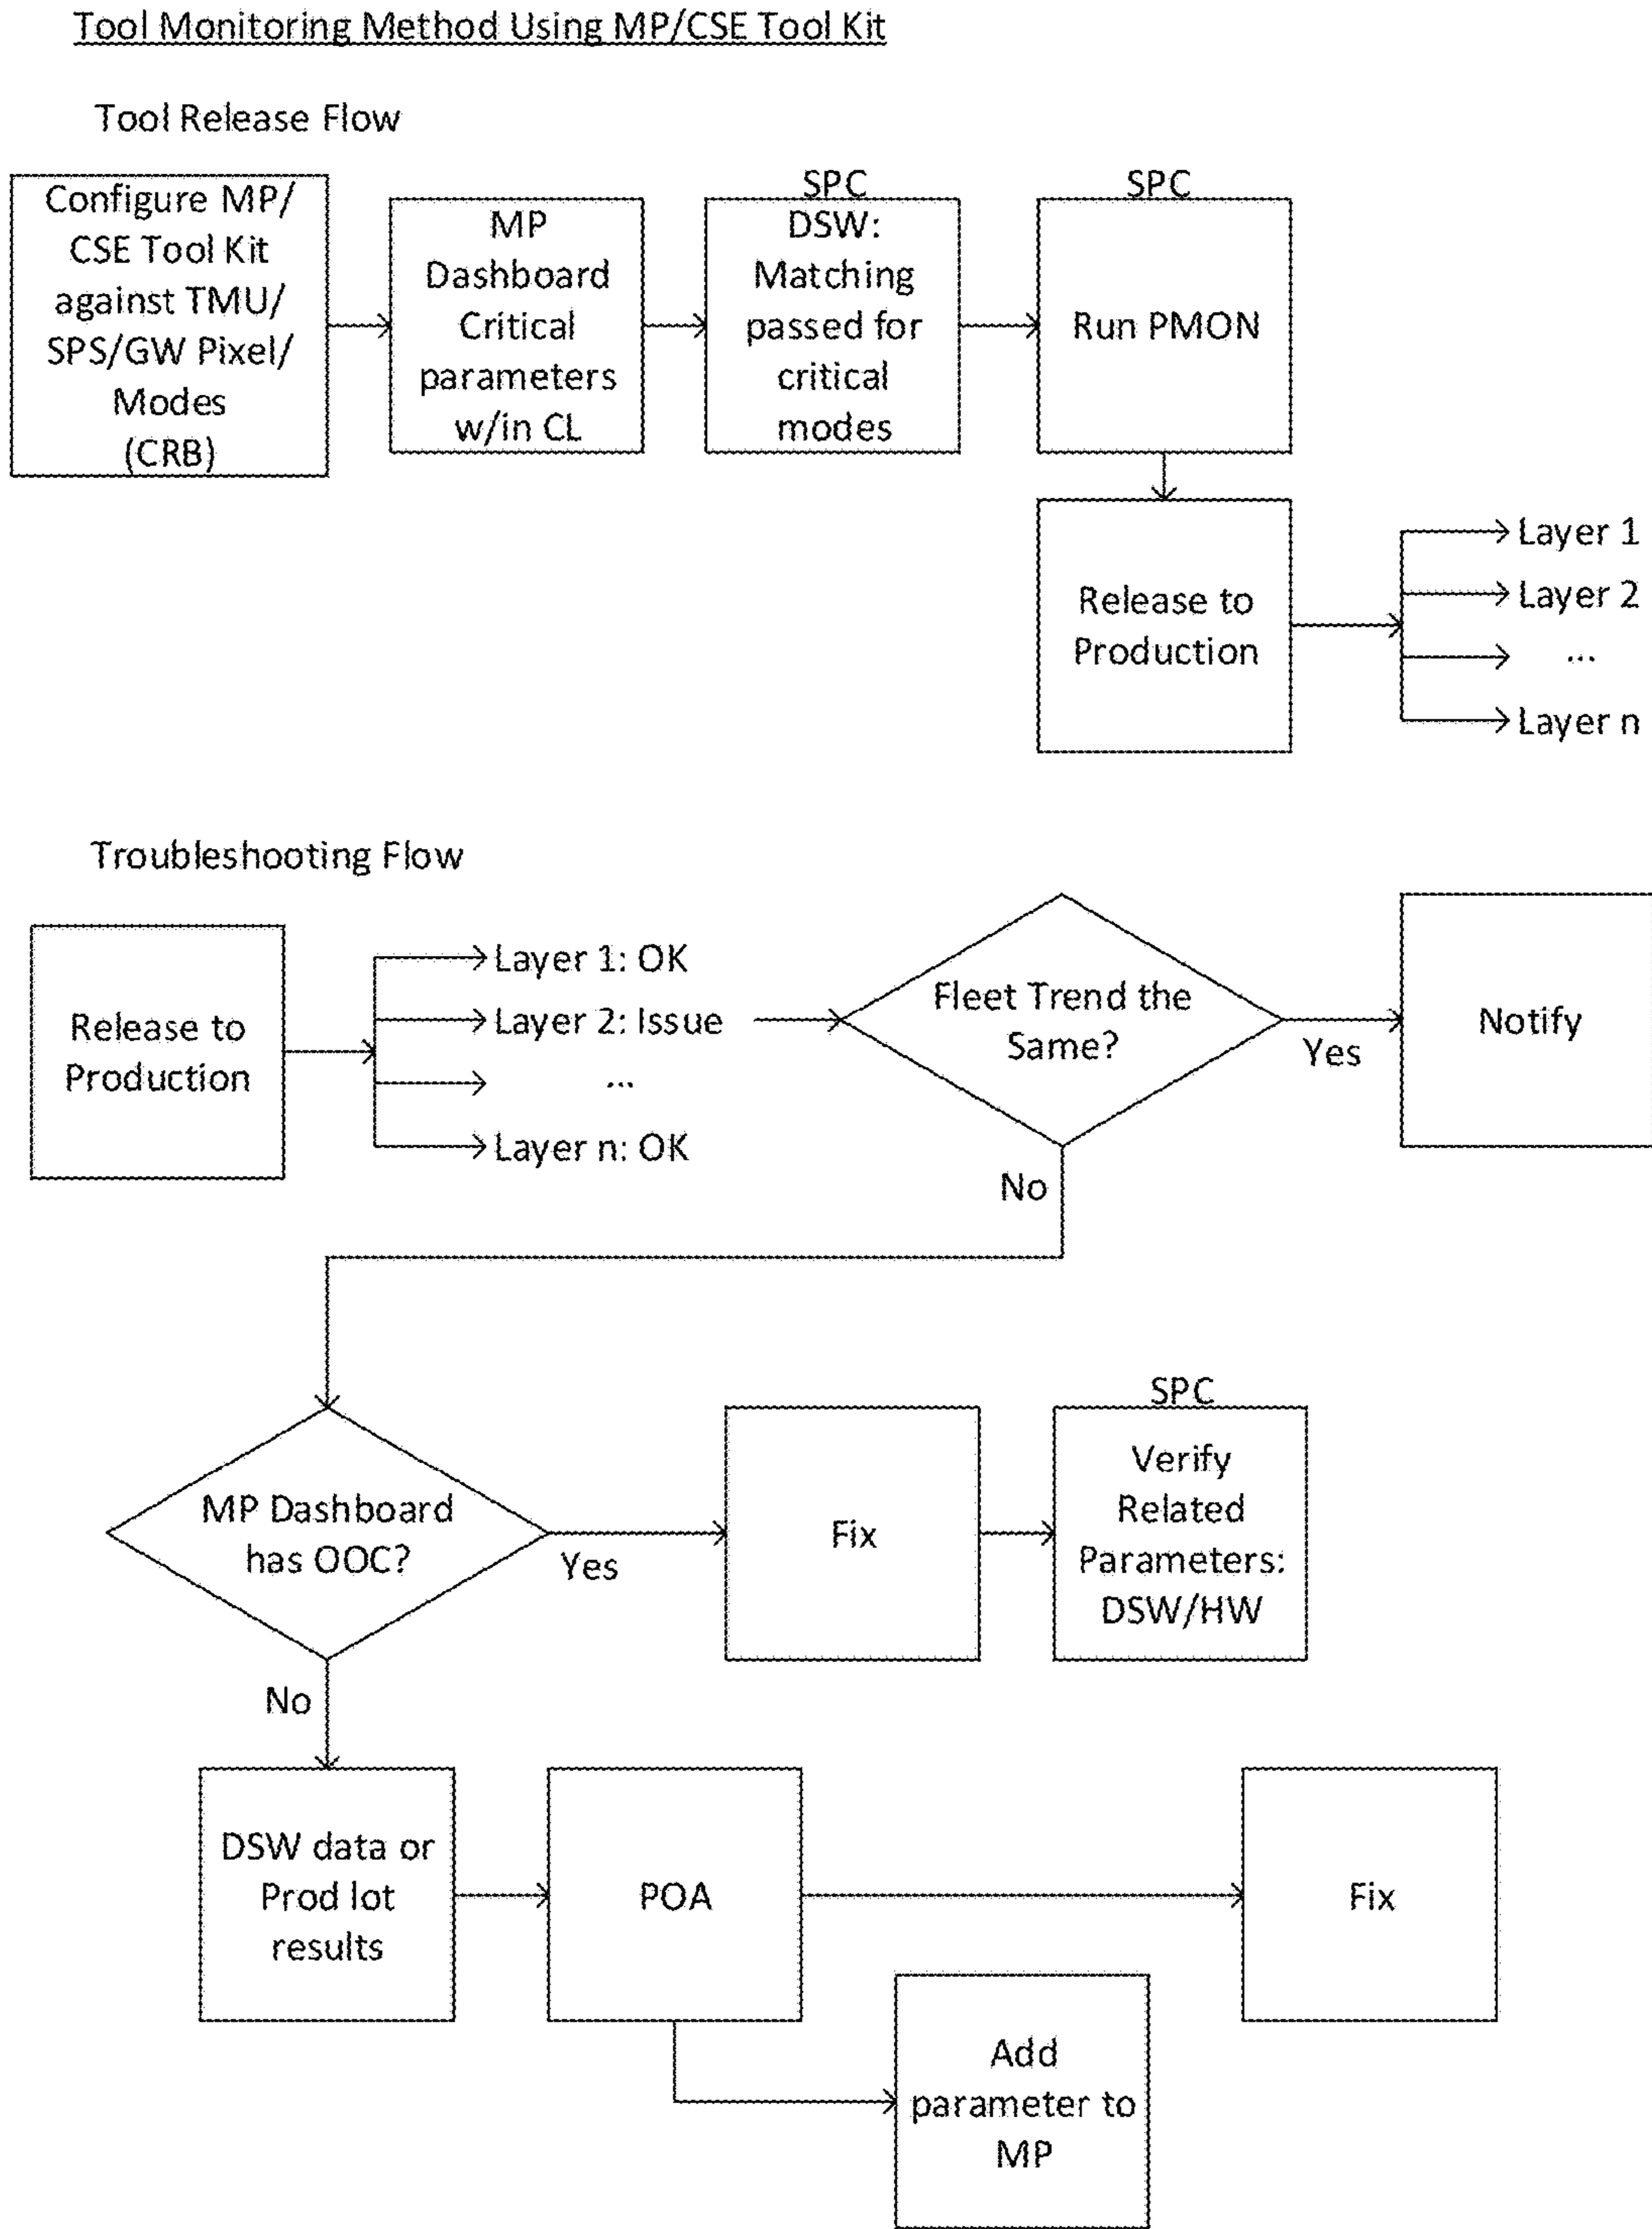 Tool Monitoring Method Using MP/CSE Tool Kit
Tool Release Flow
Configure MP/
CSE Tool Kit
against TMU/
SPS/GW Pixel/
Modes
(CRB)
MP
Dashboard
Critical
parameters
w/in CL
SPC
DSW:
Matching
passed for
critical
modes
SPC
Run PMON
Release to
Production
Layer 1
Layer 2
...
Layer n
Troubleshooting Flow
Release to
Production
Layer 1: OK
Layer 2: Issue
...
Layer n: OK
Fleet Trend the
Same?
Yes
Notify
No
MP Dashboard
has OOC?
Yes
Fix
SPC
Verify
Related
Parameters:
DSW/HW
No
DSW data or
Prod lot
results
POA
Fix
Add
parameter to
MP